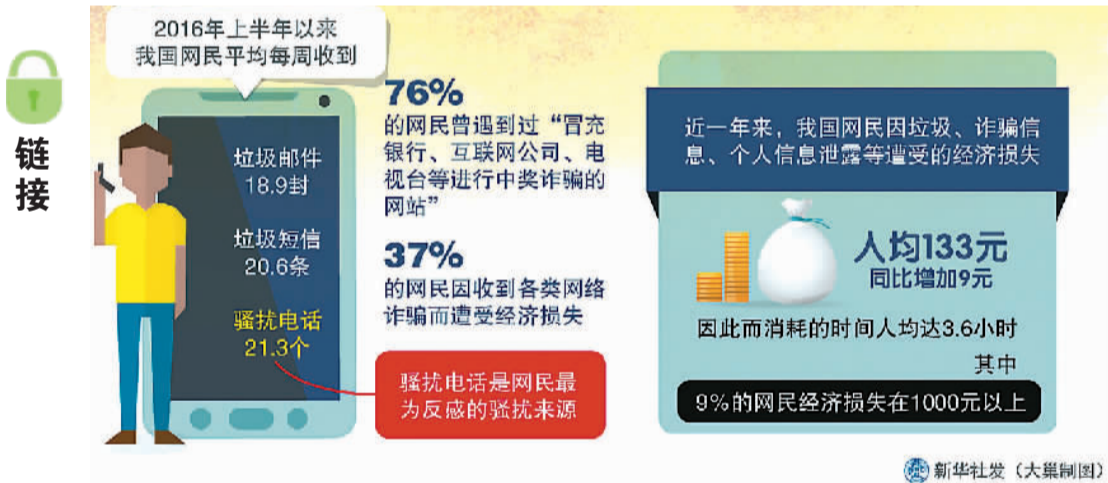 链接
2016年上半年以来
我国网民平均每周收到
垃圾邮件
18.9封
垃圾短信
20.6条
骚扰电话
21.3个
76%
的网民曾遇到过“冒充
银行、互联网公司、电
视台等进行中奖诈骗的
网站”
37%
的网民因收到各类网络
诈骗而遭受经济损失
骚扰电话是网民最
为反感的骚扰来源
近一年来，我国网民因垃圾、诈骗信
息、个人信息泄露等遭受的经济损失
人均133元
同比增加9元
因此而消耗的时间人均达3.6小时
其中
9%的网民经济损失在1000元以上
新华社发（大巢制图）